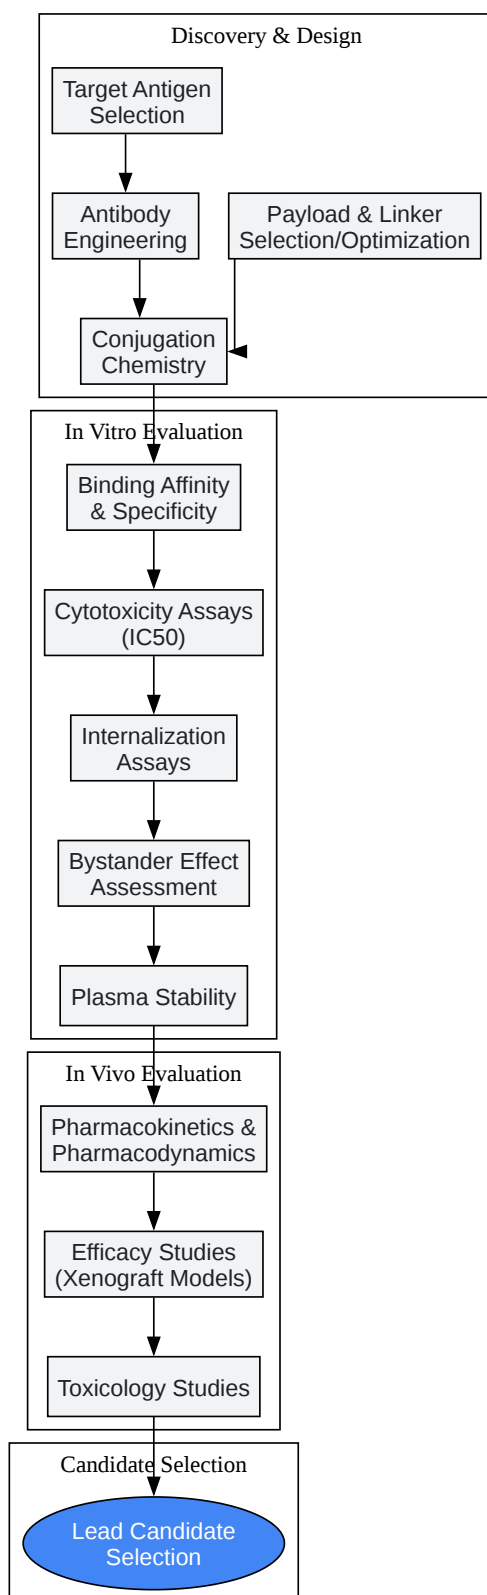 Discovery & Design
Target Antigen
Selection
Antibody
Engineering
Payload & Linker
Selection/Optimization
Conjugation
Chemistry
In Vitro Evaluation
Binding Affinity
& Specificity
Cytotoxicity Assays
(IC50)
Internalization
Assays
Bystander Effect
Assessment
Plasma Stability
In Vivo Evaluation
Pharmacokinetics &
Pharmacodynamics
Efficacy Studies
(Xenograft Models)
Toxicology Studies
Candidate Selection
Lead Candidate
Selection